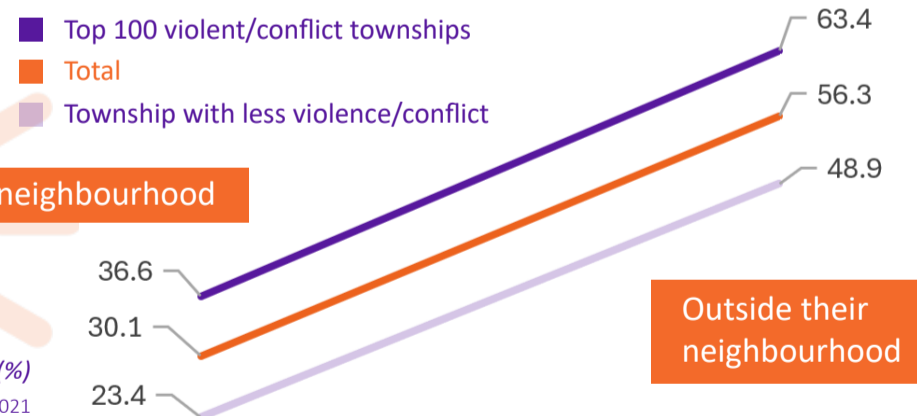 Top 100 violent/conflict townships
Total
Township with less violence/conflict
neighbourhood
63.4
56.3
48.9
36.6
30.1
23.4
Outside their
neighbourhood
(%)
2021